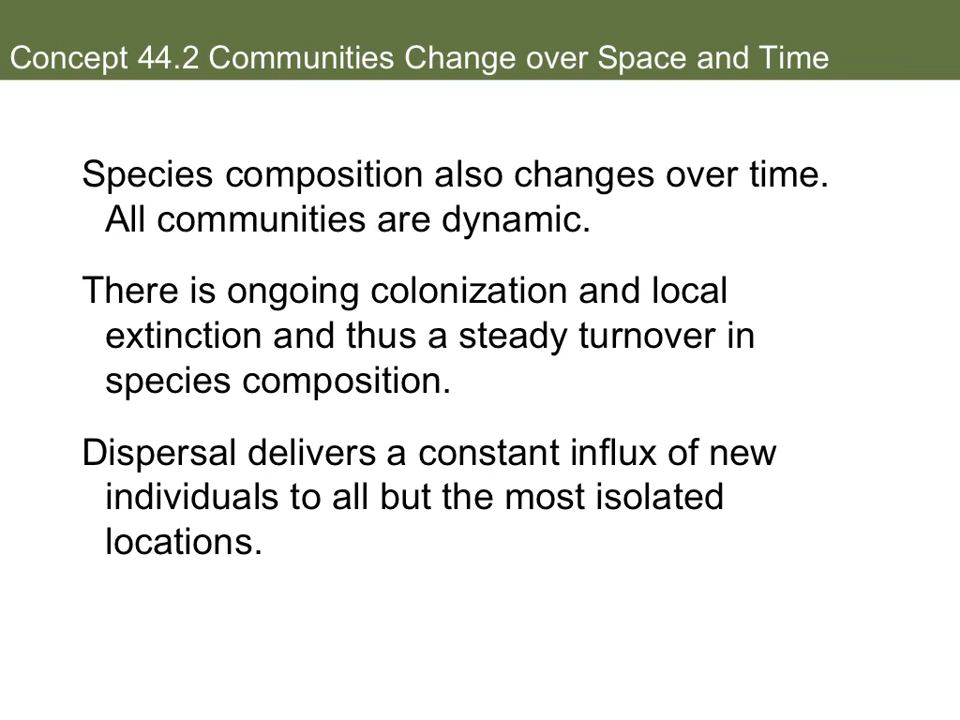 Concept 44.2 Communities Change over Space and Time
Species composition also changes over time.
All communities are dynamic.
There is ongoing colonization and local
extinction and thus a steady turnover in
species composition.
Dispersal delivers a constant influx of new
individuals to all but the most isolated
locations.